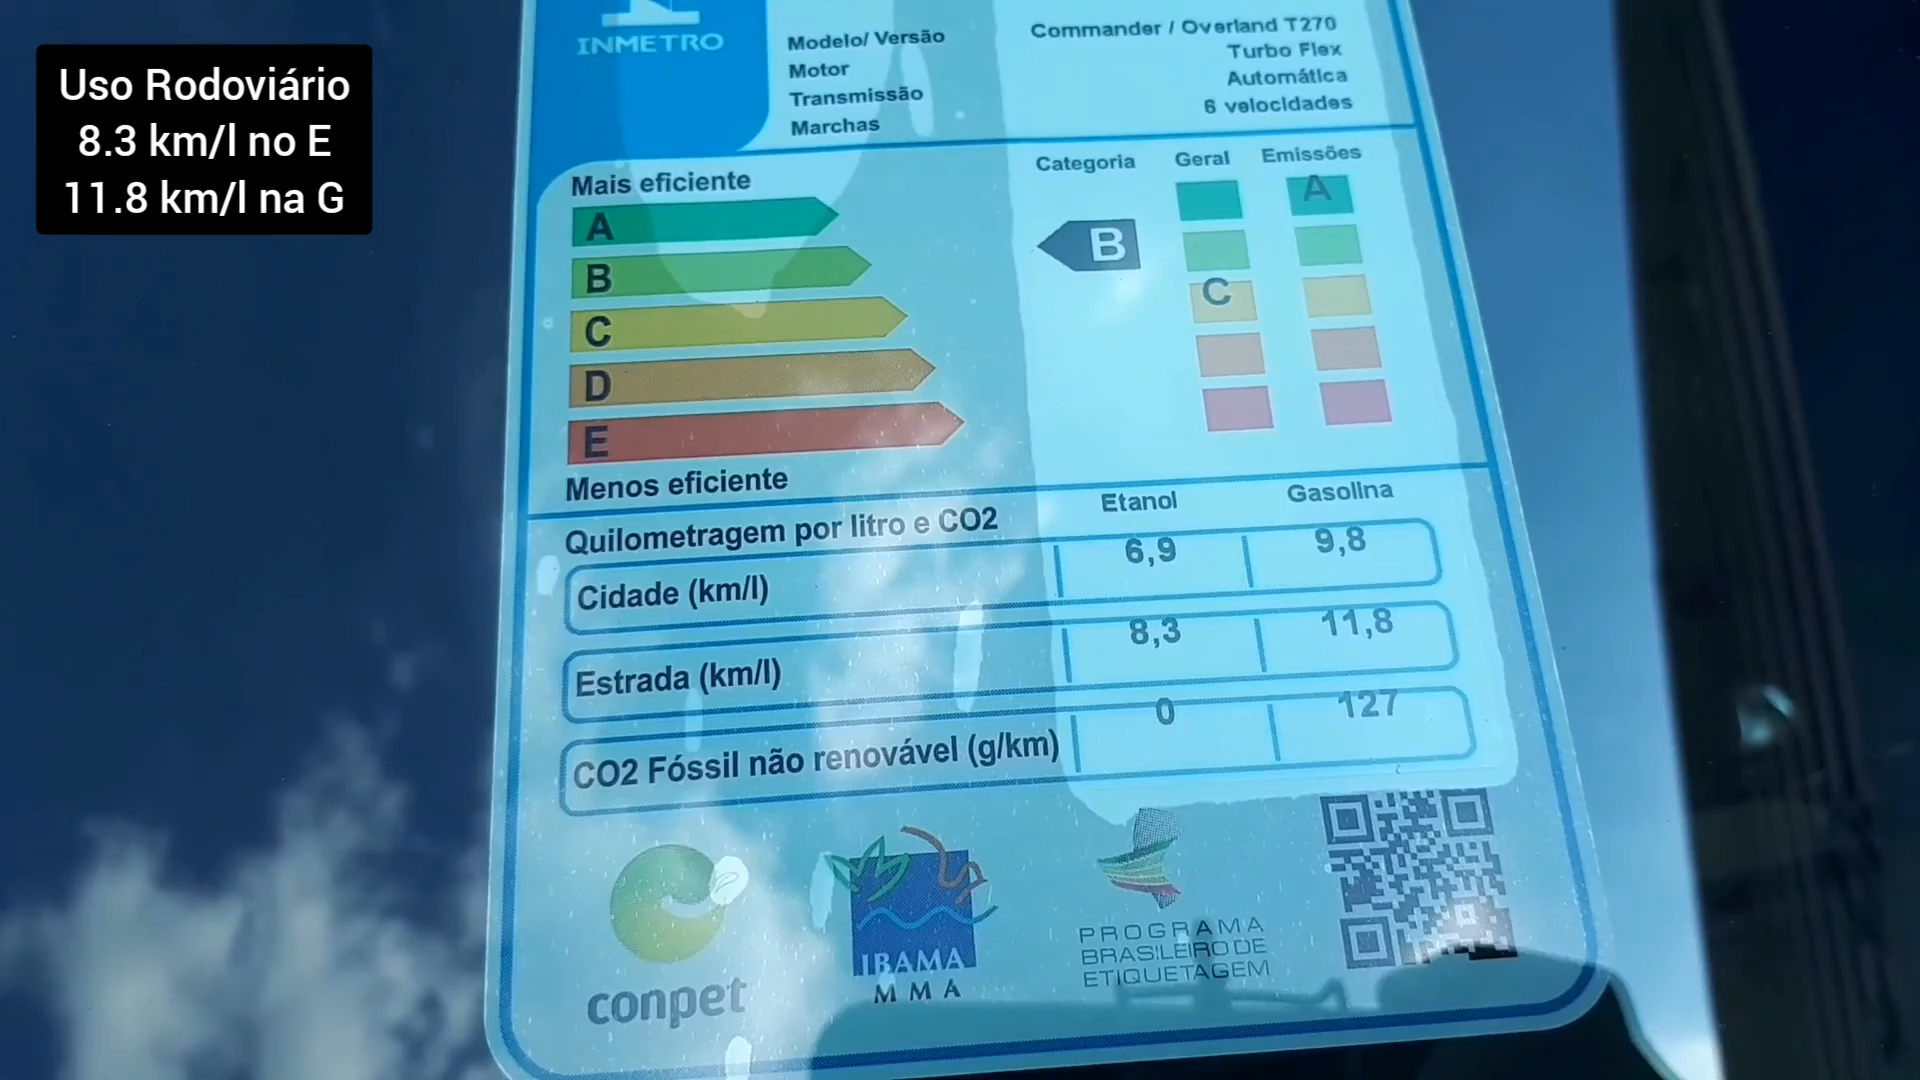 Uso Rodoviário
8.3 km/l no E
11.8 km/l na G
INMETRO
Modelo/ Versão Commander / Overland T270
Motor Turbo Flex
Transmissão Automática
Marchas 6 velocidades
Categoria Geral Emissões
Mais eficiente
A A
B B
C C
D
E
Menos eficiente
Quilometragem por litro e CO2 Etanol Gasolina
Cidade (km/l) 6,9 9,8
Estrada (km/l) 8,3 11,8
CO2 Fóssil não renovável (g/km) 0 127
conpet
IBAMA
MMA
PROGRAMA
BRASILEIRO DE
ETIQUETAGEM